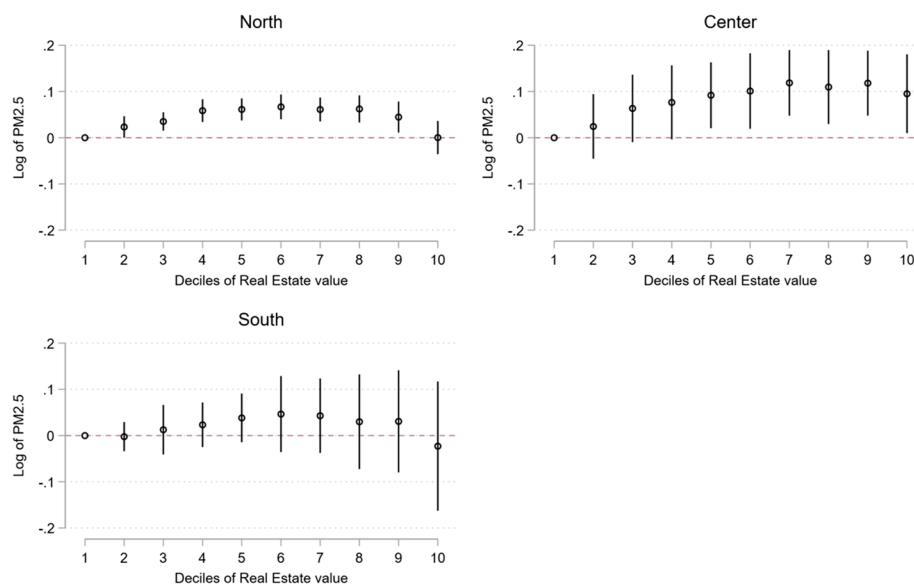 North
Log of PM2.5
.2
.1
0
-.1
-.2
1 2 3 4 5 6 7 8 9 10
Deciles of Real Estate value
Center
Log of PM2.5
.2
.1
0
-.1
-.2
1 2 3 4 5 6 7 8 9 10
Deciles of Real Estate value
South
Log of PM2.5
.2
.1
0
-.1
-.2
1 2 3 4 5 6 7 8 9 10
Deciles of Real Estate value